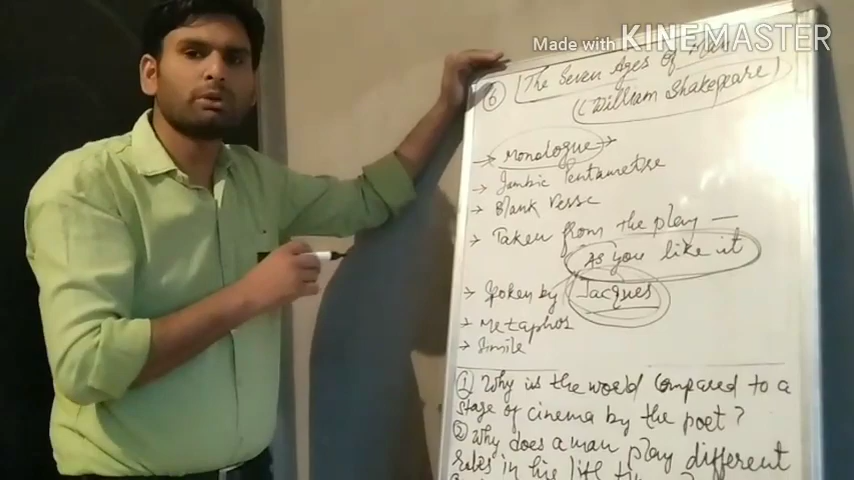 Made with KINEMASTER
⑥ The Seven Ages of Man
(William Shakespeare)
→ Monologue →
→ Iambic Pentametre
→ Blank Verse
→ Taken from the play —
As you like it
→ Spoken by Jacques
→ Metaphor
→ Simile
① Why is the world compared to a
stage of cinema by the poet?
② Why does a man play different
roles in his life